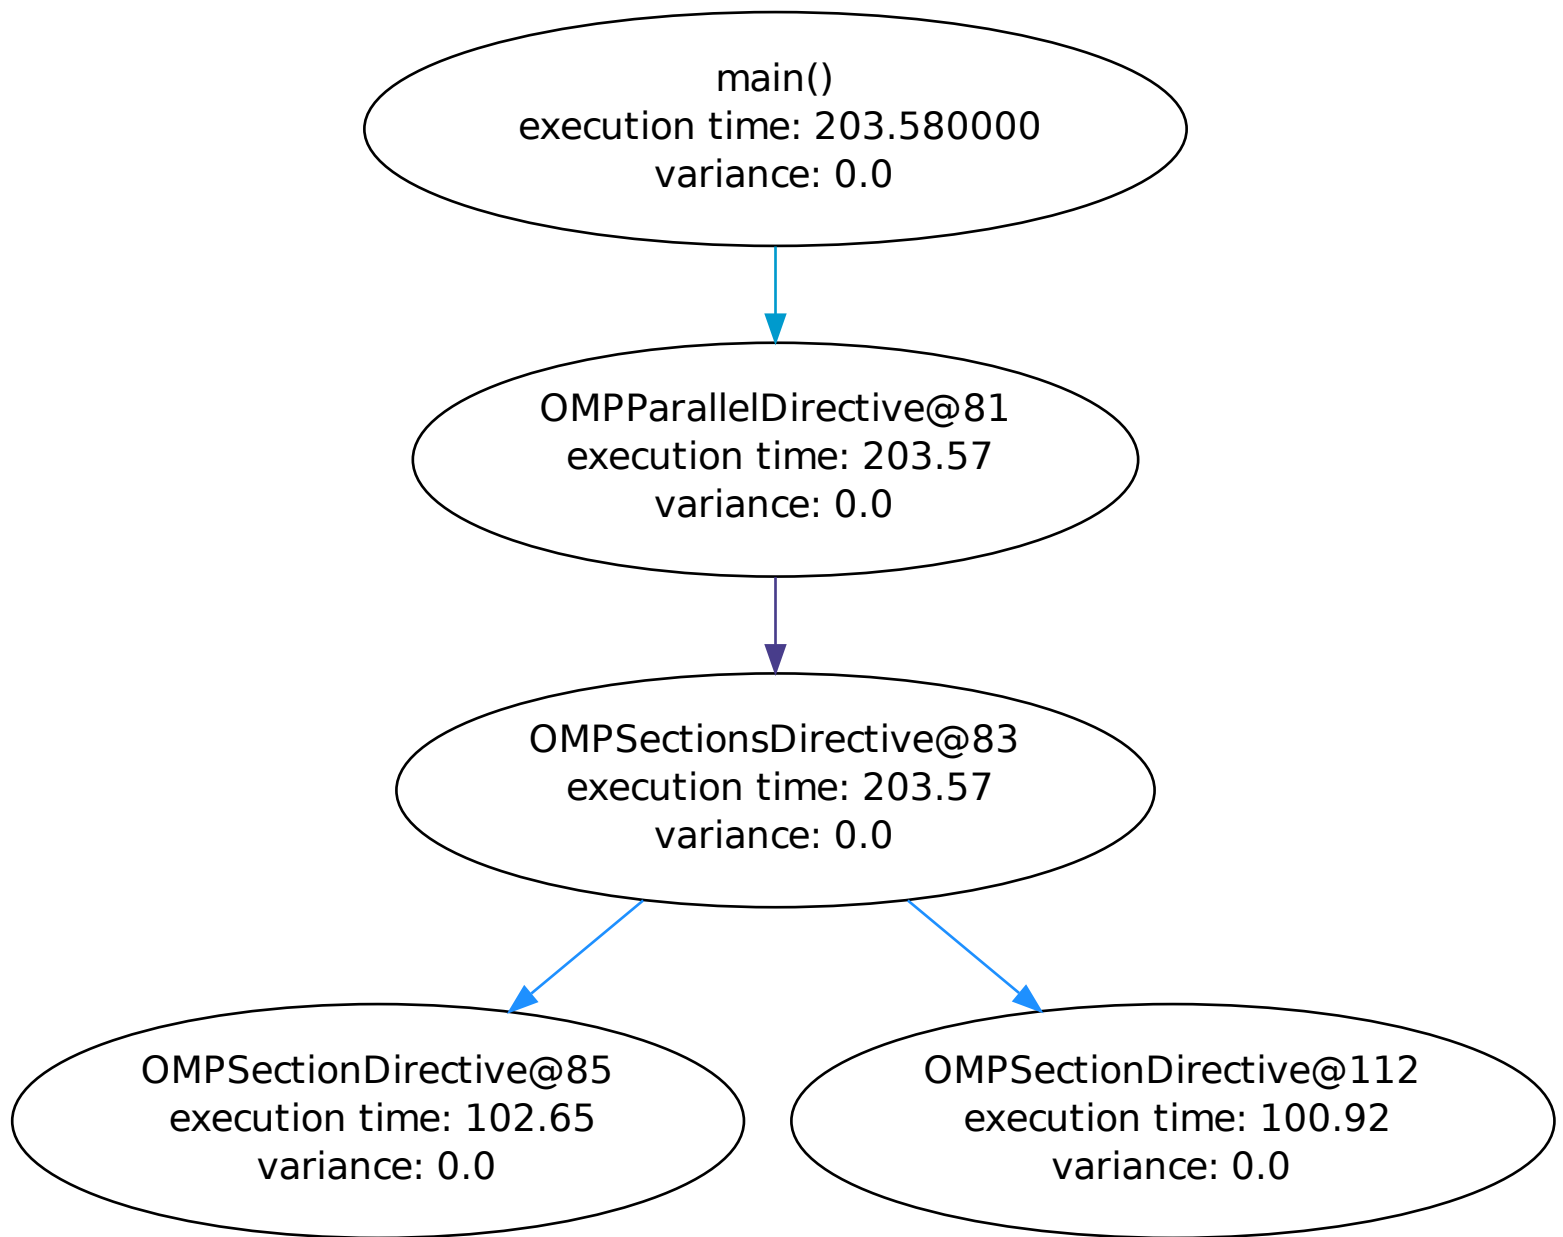 main()
execution time: 203.580000
variance: 0.0
OMPParallelDirective@81
execution time: 203.57
variance: 0.0
OMPSectionsDirective@83
execution time: 203.57
variance: 0.0
OMPSectionDirective@85
execution time: 102.65
variance: 0.0
OMPSectionDirective@112
execution time: 100.92
variance: 0.0